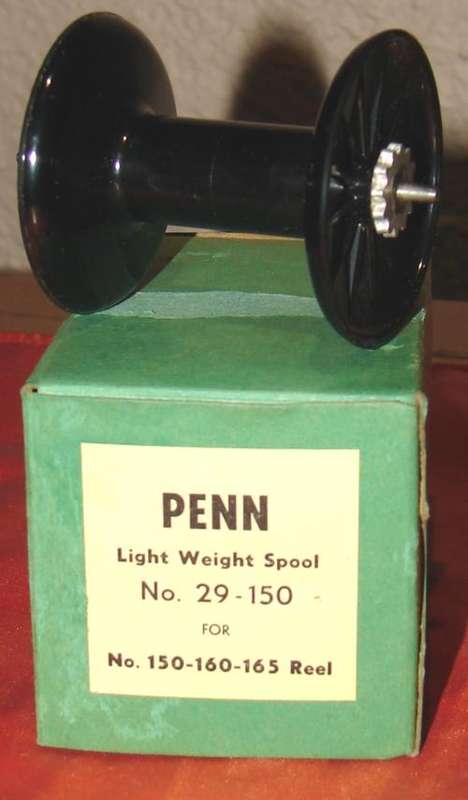 PENN
Light Weight Spool
No. 29-150
FOR
No. 150-160-165 Reel